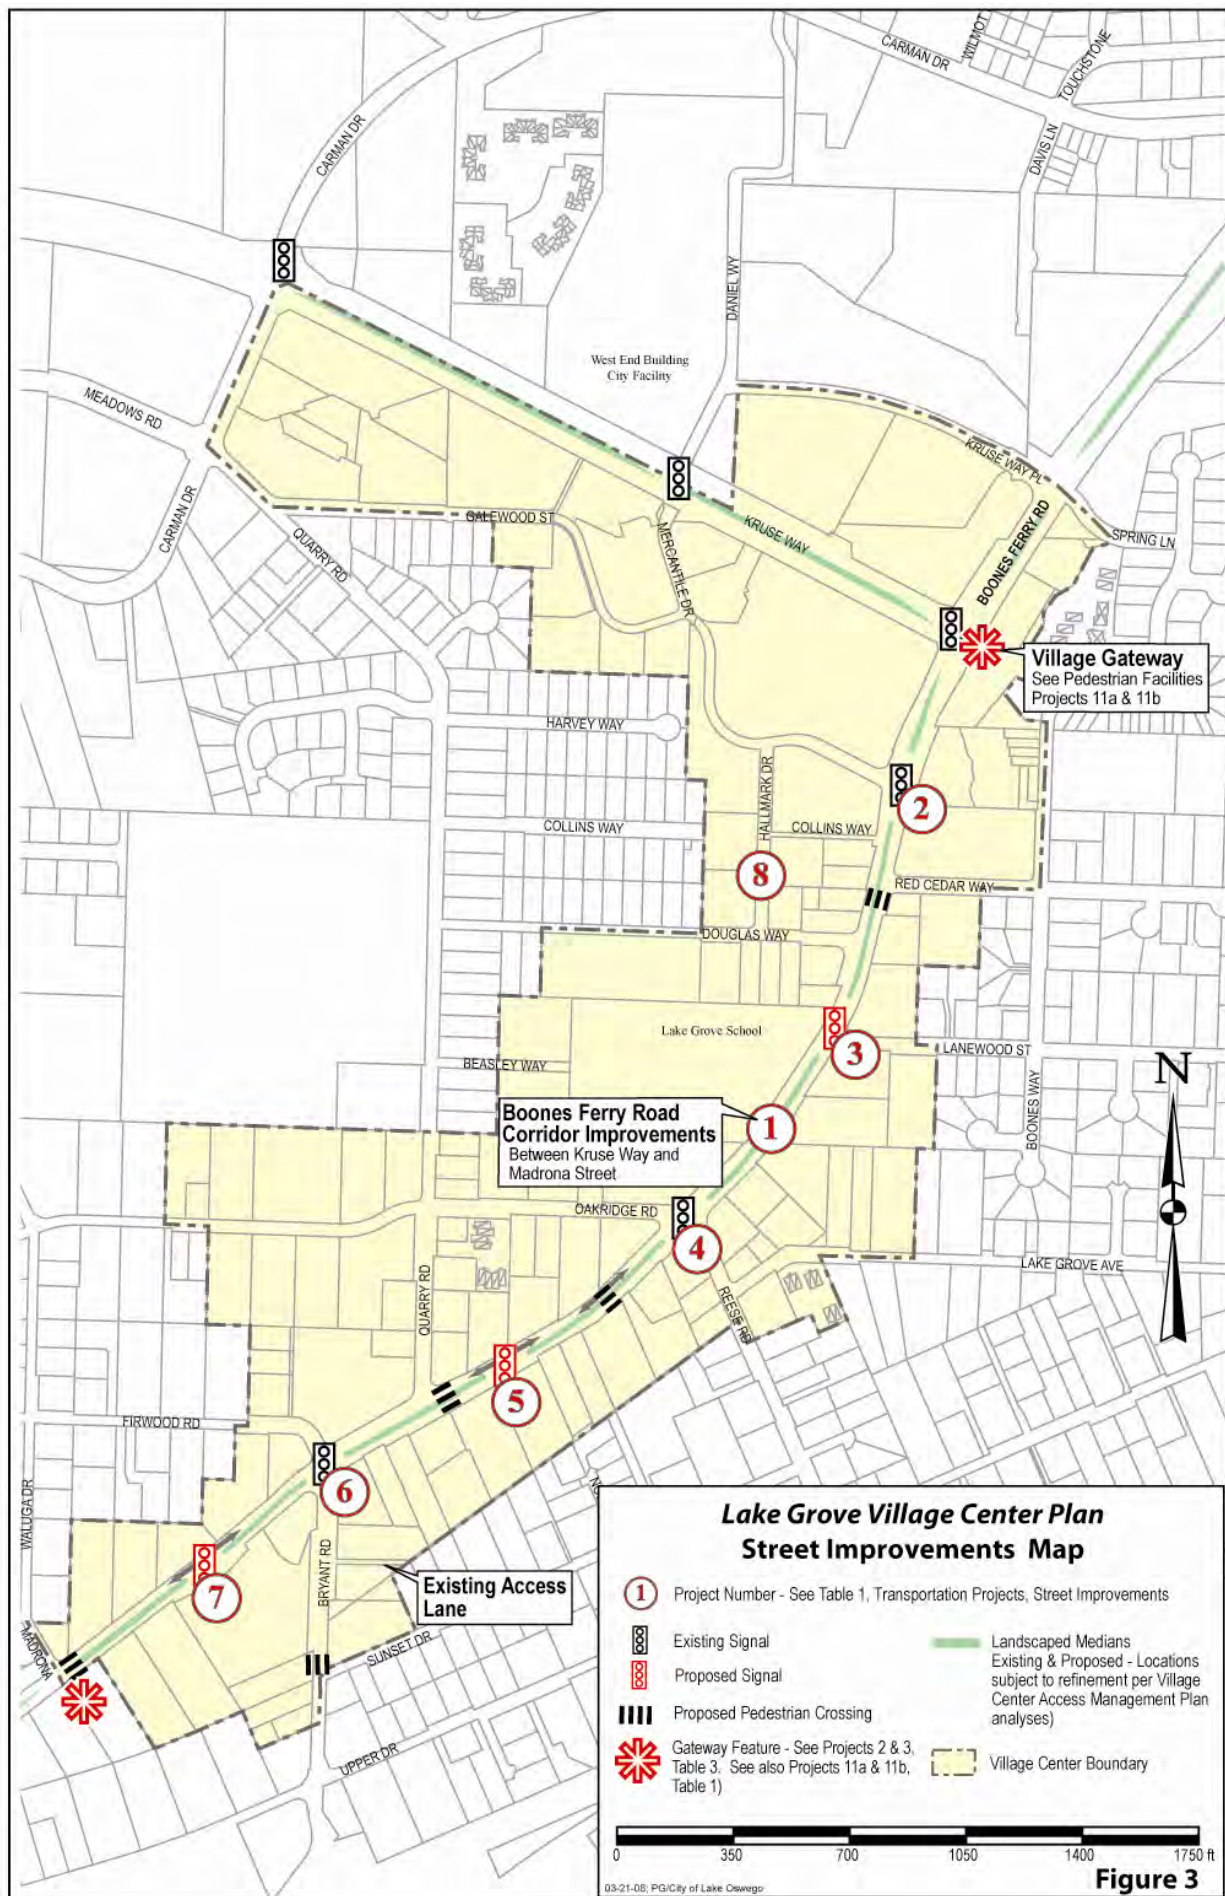 CARMAN DR
WILMOT
TOUCHSTONE
CARMAN DR
DAVIS LN
DANIEL WY
West End Building
City Facility
MEADOWS RD
KRUSE WAY PL
BOONES FERRY RD
SPRING LN
CARMAN DR
QUARRY RD
GALEWOOD ST
MERCANTILE DR
KRUSE WAY
Village Gateway
See Pedestrian Facilities
Projects 11a & 11b
HARVEY WAY
HALLMARK DR
2
COLLINS WAY
COLLINS WAY
8
RED CEDAR WAY
DOUGLAS WAY
Lake Grove School
3
LANEWOOD ST
BEASLEY WAY
BOONES WAY
N
Boones Ferry Road
Corridor Improvements
Between Kruse Way and
Madrona Street
1
OAKRIDGE RD
4
LAKE GROVE AVE
REESE RD
QUARRY RD
5
FIRWOOD RD
6
WALUGA DR
BRYANT RD
7
Existing Access
Lane
MADRONA
SUNSET DR
UPPER DR
Lake Grove Village Center Plan
Street Improvements Map
1 Project Number - See Table 1, Transportation Projects, Street Improvements
Existing Signal
Proposed Signal
Proposed Pedestrian Crossing
Gateway Feature - See Projects 2 & 3,
Table 3. See also Projects 11a & 11b,
Table 1)
Landscaped Medians
Existing & Proposed - Locations
subject to refinement per Village
Center Access Management Plan
analyses)
Village Center Boundary
0 350 700 1050 1400 1750 ft
Figure 3
03-21-08; PG/City of Lake Oswego